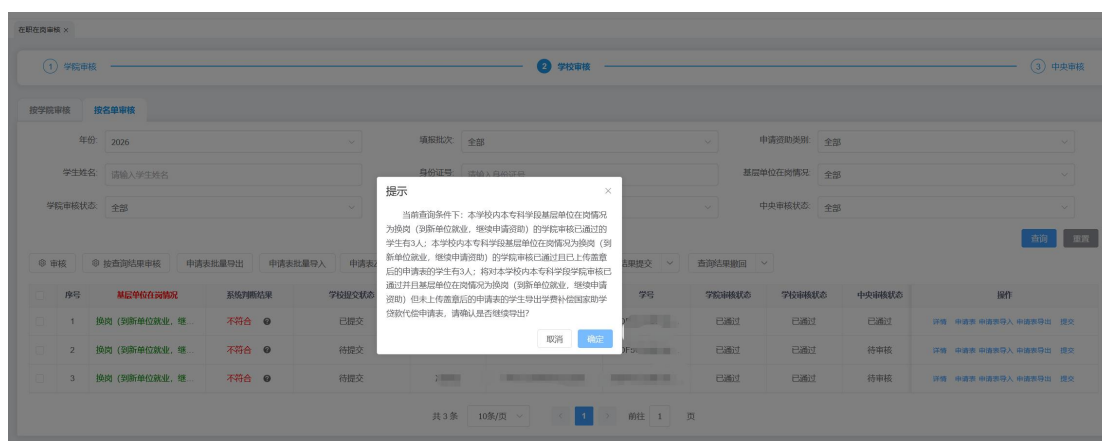 在职在岗审核 ×
1 学院审核
2 学校审核
3 中央审核
按学院审核 按名单审核
年份: 2026 填报批次: 全部 申请资助类别: 全部
学生姓名: 请输入学生姓名 身份证号: 请输入身份证号 基层单位在岗情况: 全部
学院审核状态: 全部 中央审核状态: 全部
查询 重置
审核 按查询结果审核 申请表批量导出 申请表批量导入 申请表 结果提交 查询结果撤回
提示 ×
当前查询条件下:本学校内本专科学段基层单位在岗情况
为换岗(到新单位就业,继续申请资助)的学院审核已通过的
学生有3人;本学校内本专科学段基层单位在岗情况为换岗(到
新单位就业,继续申请资助)的学院审核已通过且已上传盖章
后的申请表的学生有3人;将对本学校内本专科学段学院审核已
通过并且基层单位在岗情况为换岗(到新单位就业,继续申请
资助)但未上传盖章后的申请表的学生导出学费补偿国家助学
贷款代偿申请表,请确认是否继续导出?
取消 确定
序号 基层单位在岗情况 系统判断结果 学校提交状态 学号 学院审核状态 学校审核状态 中央审核状态 操作
1 换岗(到新单位就业,继... 不符合 已提交 已通过 已通过 已通过 详情 申请表 申请表导入 申请表导出 提交
2 换岗(到新单位就业,继... 不符合 待提交 已通过 已通过 待审核 详情 申请表 申请表导入 申请表导出 提交
3 换岗(到新单位就业,继... 不符合 待提交 已通过 已通过 待审核 详情 申请表 申请表导入 申请表导出 提交
共 3 条 10条/页 1 前往 1 页